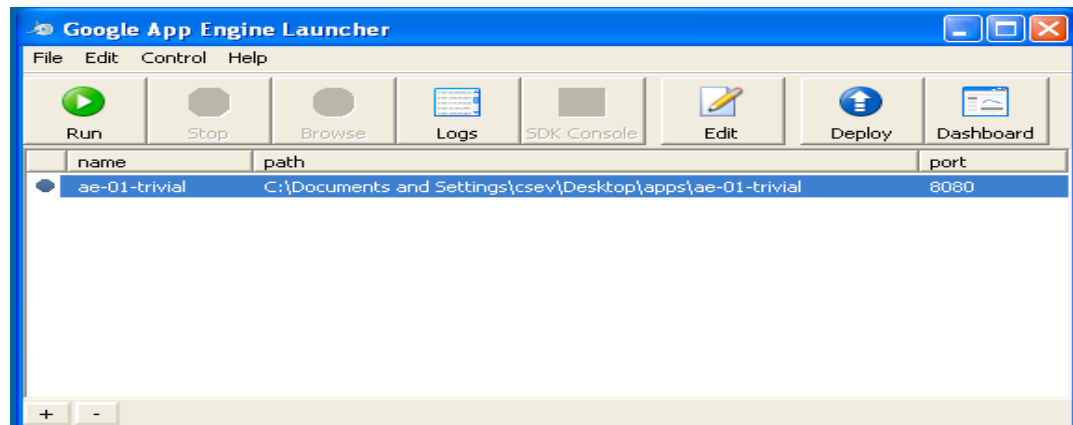 Google App Engine Launcher
File Edit Control Help
Run Stop Browse Logs SDK Console Edit Deploy Dashboard
name path port
ae-01-trivial C:\Documents and Settings\csev\Desktop\apps\ae-01-trivial 8080
+ -